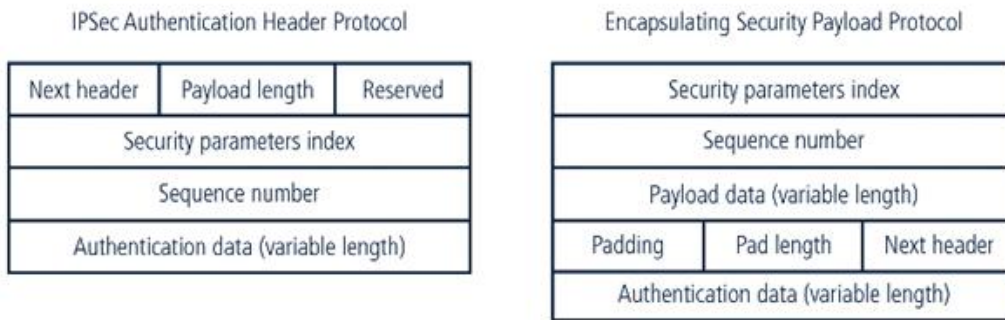 IPSec Authentication Header Protocol
Next header Payload length Reserved
Security parameters index
Sequence number
Authentication data (variable length)
Encapsulating Security Payload Protocol
Security parameters index
Sequence number
Payload data (variable length)
Padding Pad length Next header
Authentication data (variable length)